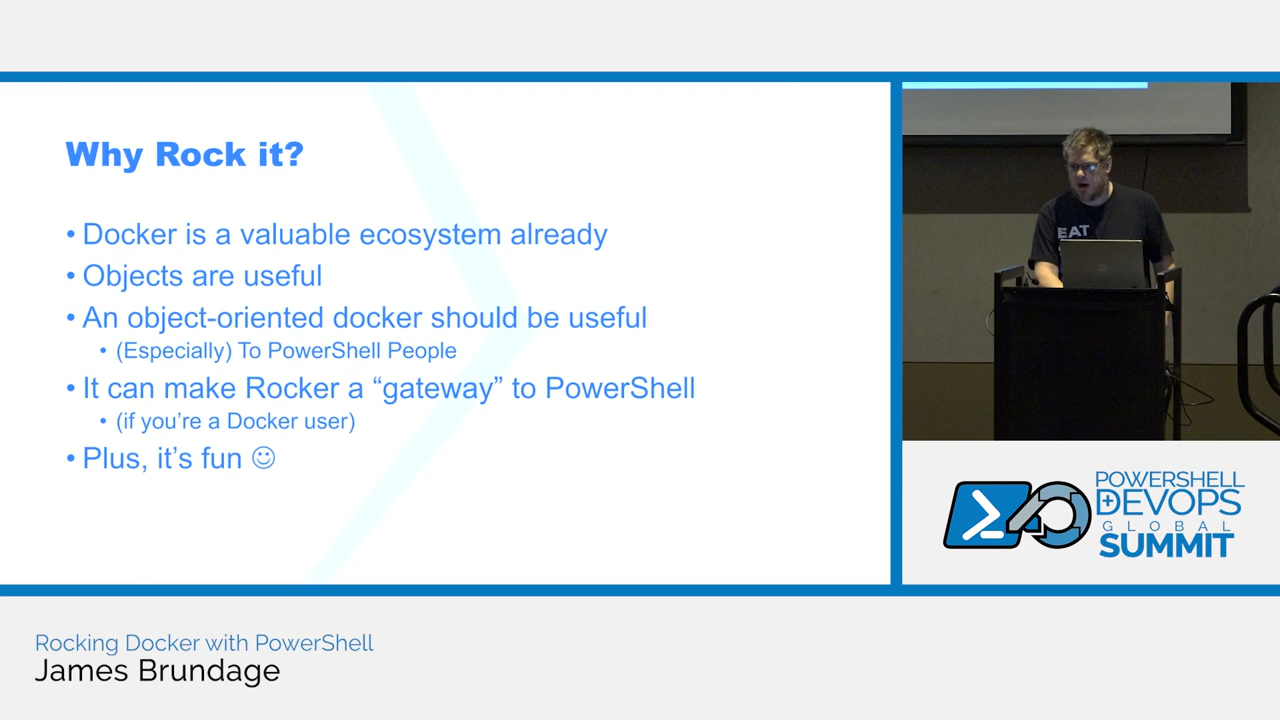 Why Rock it?
• Docker is a valuable ecosystem already
• Objects are useful
• An object-oriented docker should be useful
• (Especially) To PowerShell People
• It can make Rocker a “gateway” to PowerShell
• (if you’re a Docker user)
• Plus, it’s fun ☺
EAT
POWERSHELL
+DEVOPS
GLOBAL
SUMMIT
Rocking Docker with PowerShell
James Brundage